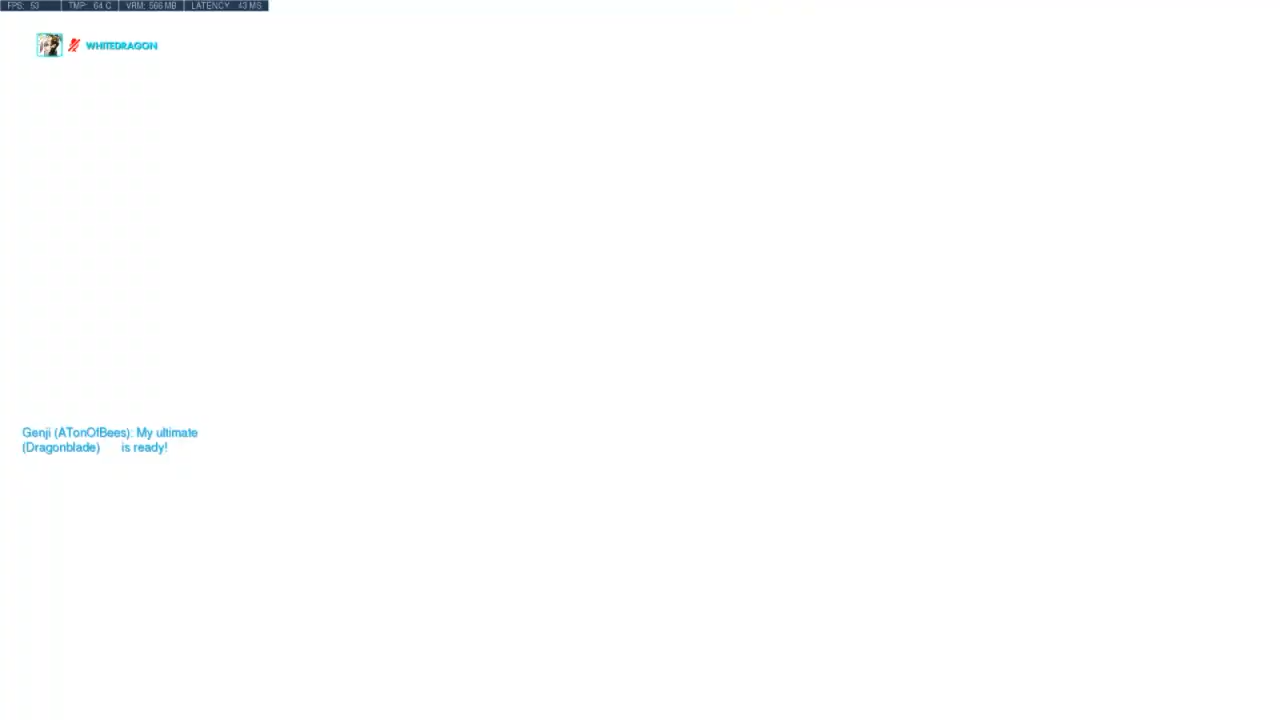 FPS: 53 TMP: 64 C VRM: 566 MB LATENCY: 43 MS
WHITEDRAGON
Genji (ATonOfBees): My ultimate
(Dragonblade) is ready!